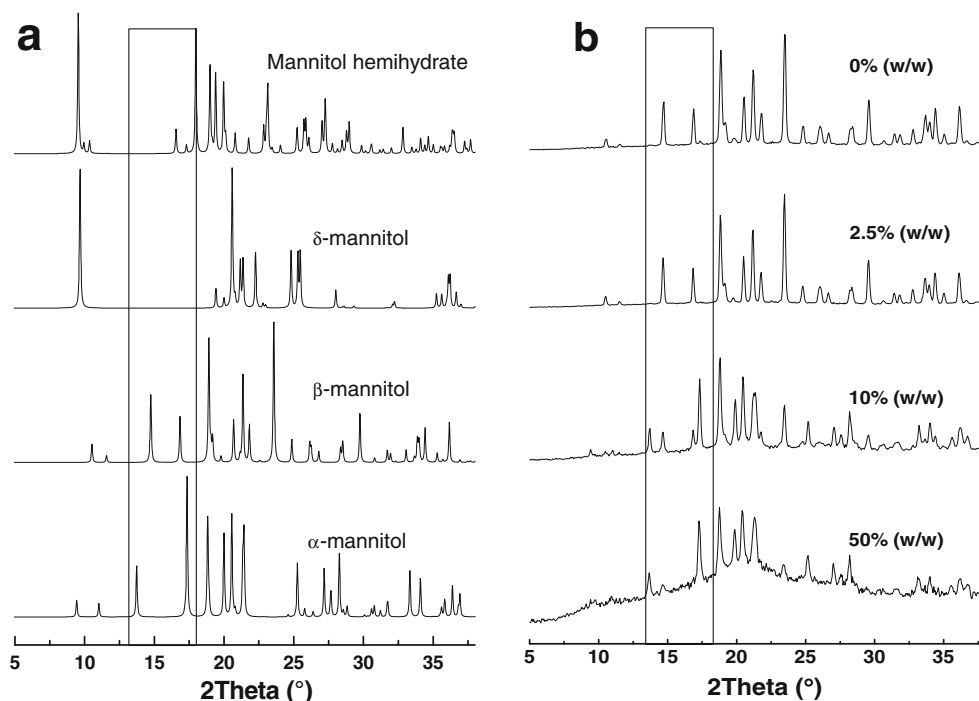 a
Mannitol hemihydrate
δ-mannitol
β-mannitol
α-mannitol
5 10 15 20 25 30 35
2Theta (°)
b
0% (w/w)
2.5% (w/w)
10% (w/w)
50% (w/w)
5 10 15 20 25 30 35
2Theta (°)